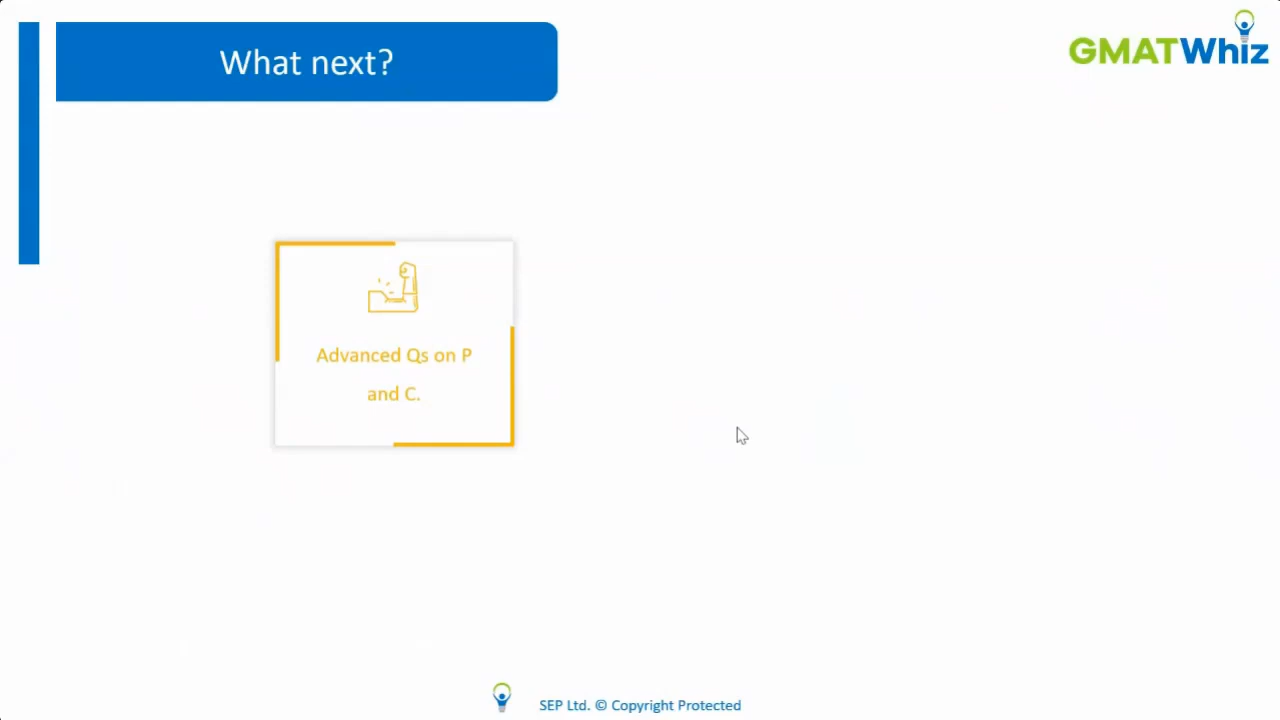 What next?
GMATWhiz
Advanced Qs on P
and C.
SEP Ltd. © Copyright Protected